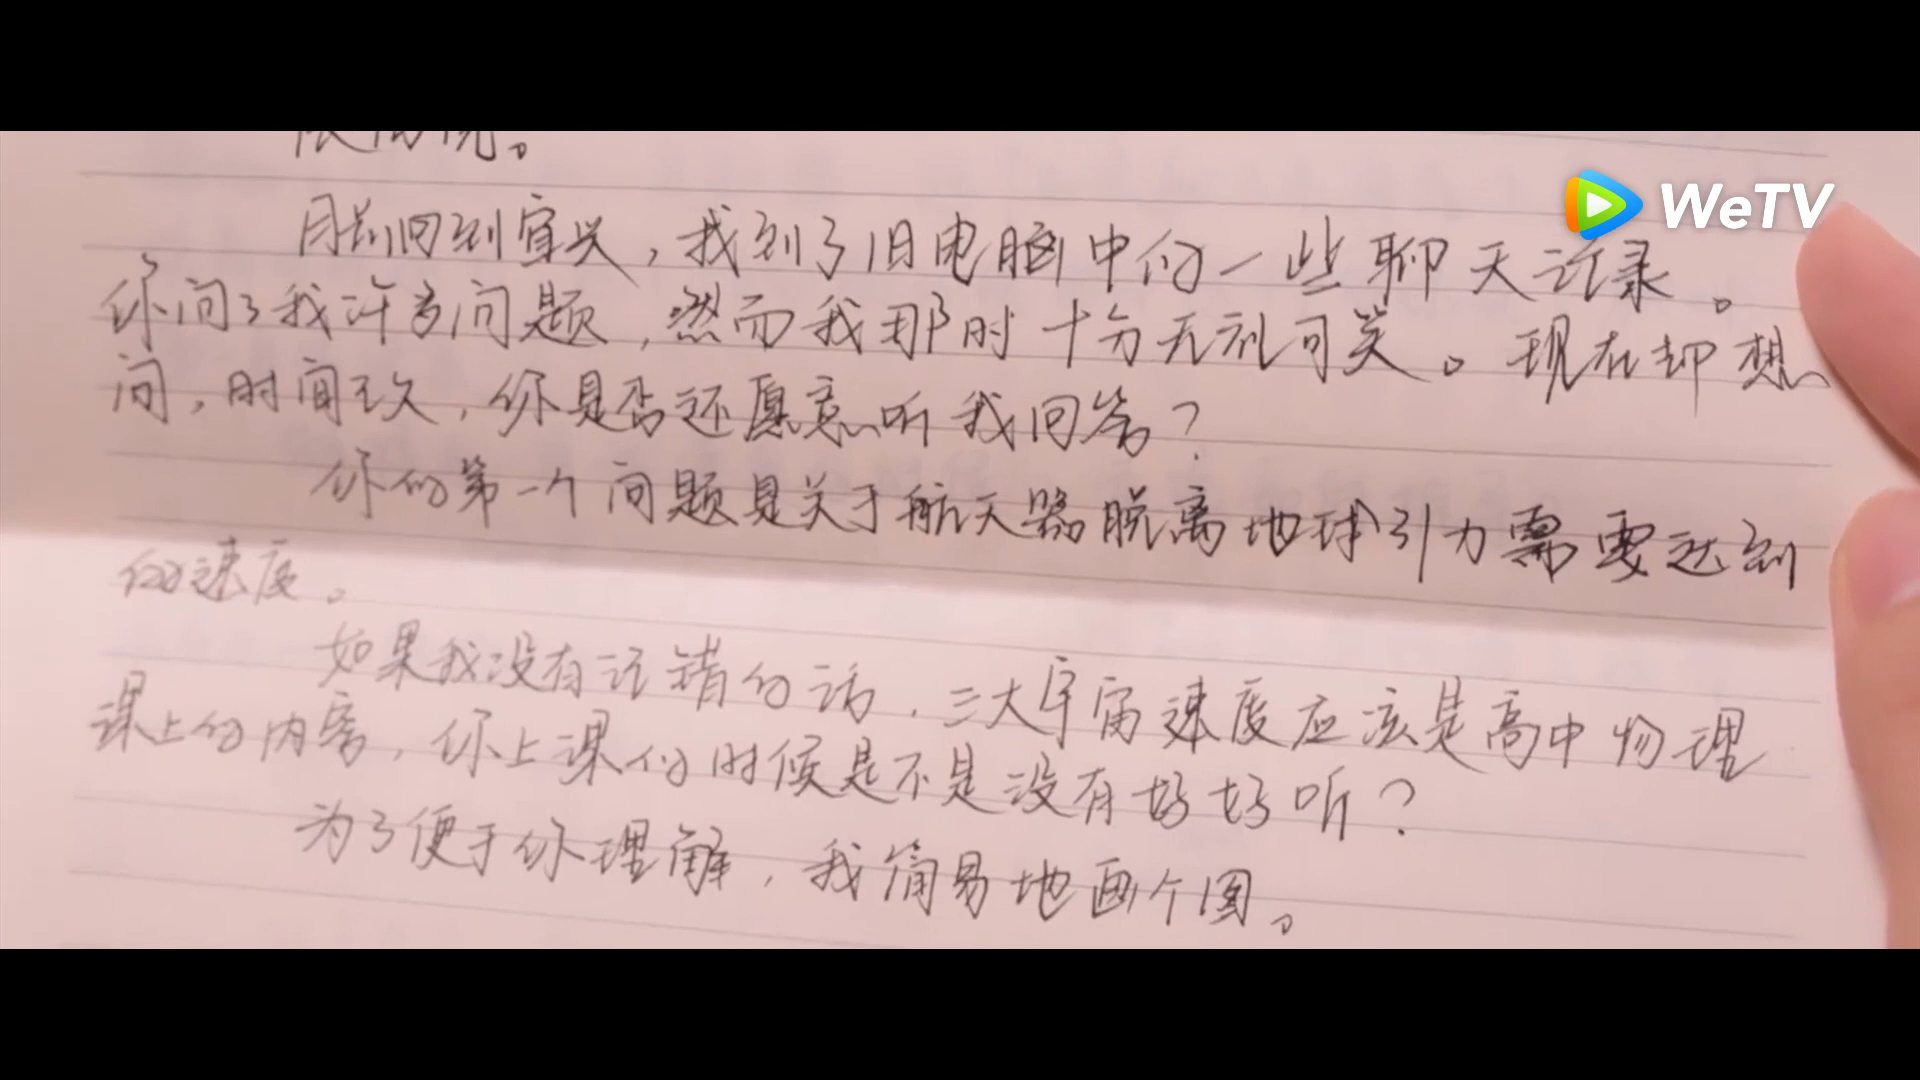 WeTV
月前回到宜兴，我到了旧电脑中的一些聊天记录。
你问了我许多问题，然而我那时十分无礼可笑。现在却想
问，时间玄久，你是否还愿意听我回答？
你的第一个问题是关于航天器脱离地球引力需要达到
的速度。
如果我没有记错的话，三大宇宙速度应该是高中物理
课上的内容，你上课的时候是不是没有好好听？
为了便于你理解，我简易地画个图。